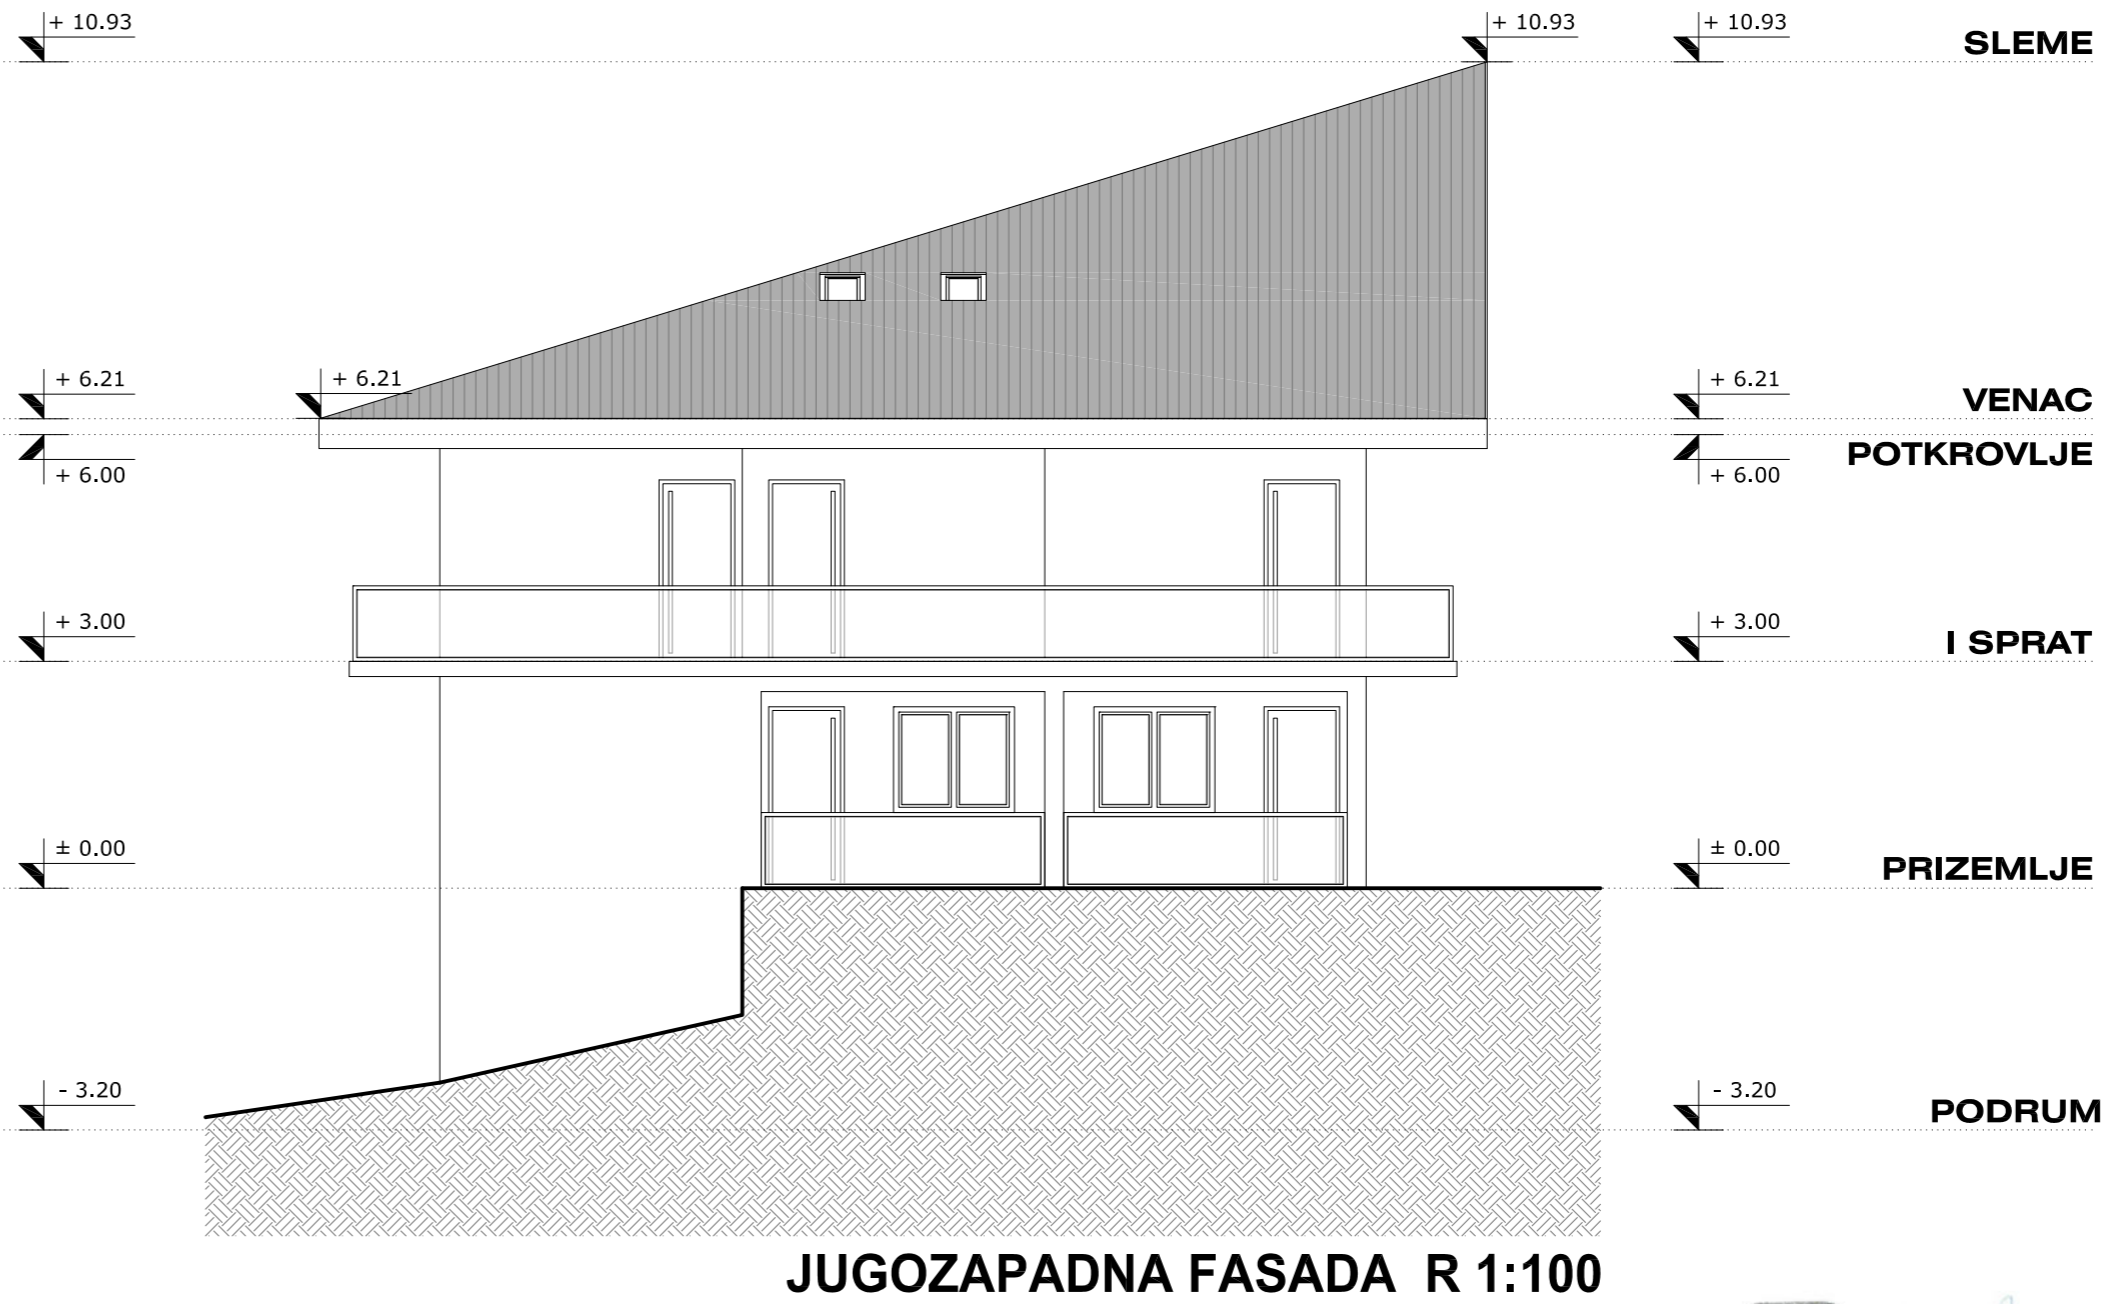 + 10.93 + 10.93 + 10.93 SLEME
+ 6.21 + 6.21 + 6.21 VENAC
+ 6.00 + 6.00 POTKROVLJE
+ 3.00 + 3.00 I SPRAT
± 0.00 ± 0.00 PRIZEMLJE
- 3.20 - 3.20 PODRUM
JUGOZAPADNA FASADA R 1:100